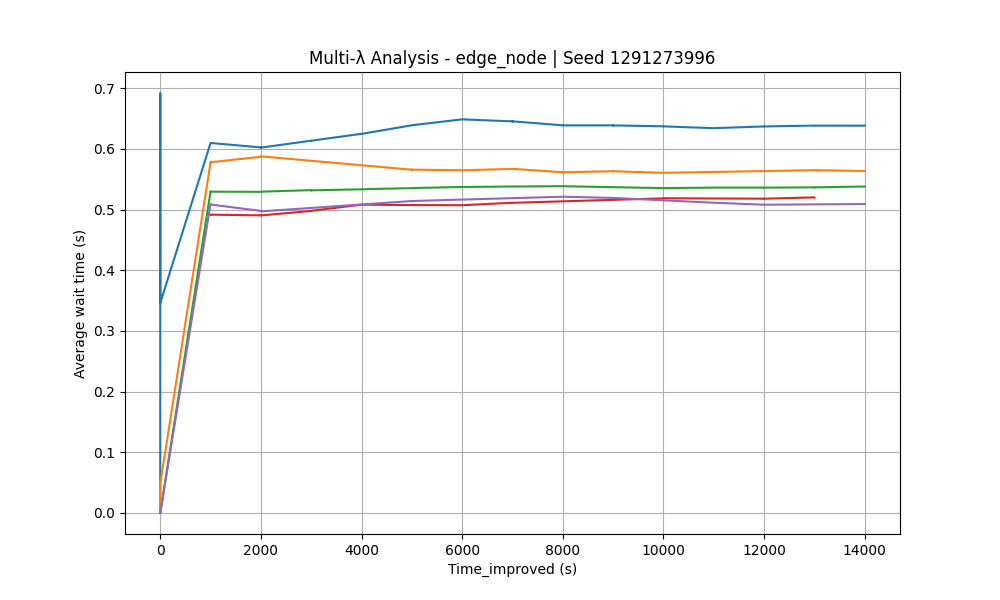 Multi-λ Analysis - edge_node | Seed 1291273996
Average wait time (s)
0.7
0.6
0.5
0.4
0.3
0.2
0.1
0.0
0 2000 4000 6000 8000 10000 12000 14000
Time_improved (s)